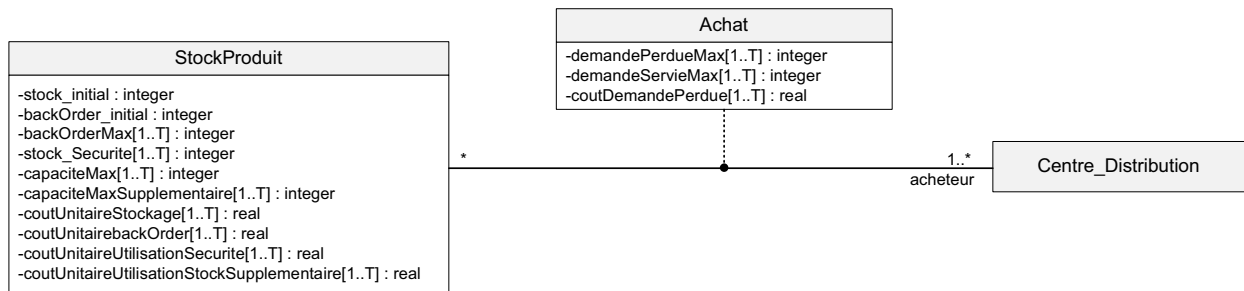 Achat
-demandePerdueMax[1..T] : integer
-demandeServieMax[1..T] : integer
-coutDemandePerdue[1..T] : real
StockProduit
-stock_initial : integer
-backOrder_initial : integer
-backOrderMax[1..T] : integer
-stock_Securite[1..T] : integer
-capaciteMax[1..T] : integer
-capaciteMaxSupplementaire[1..T] : integer
-coutUnitaireStockage[1..T] : real
-coutUnitairebackOrder[1..T] : real
-coutUnitaireUtilisationSecurite[1..T] : real
-coutUnitaireUtilisationStockSupplementaire[1..T] : real
*
1..*
acheteur
Centre_Distribution